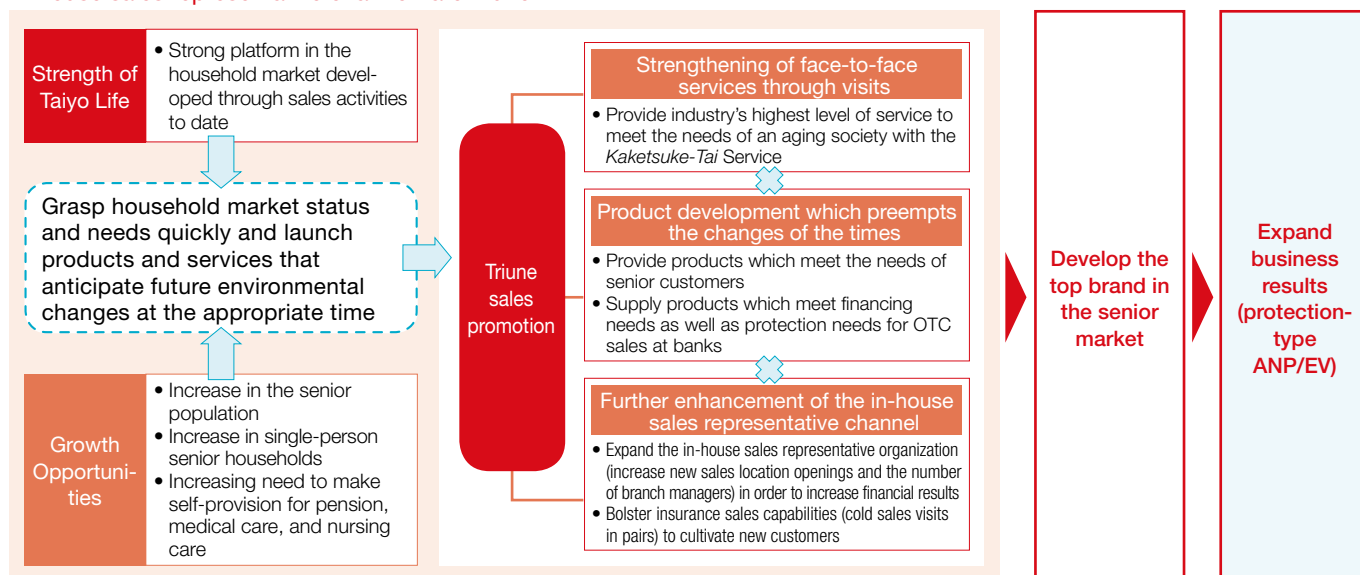 Strength of
Taiyo Life
• Strong platform in the
household market devel-
oped through sales activities
to date
Grasp household market status
and needs quickly and launch
products and services that
anticipate future environmental
changes at the appropriate time
Growth
Opportuni-
ties
• Increase in the senior
population
• Increase in single-person
senior households
• Increasing need to make
self-provision for pension,
medical care, and nursing
care
Triune
sales
promotion
Strengthening of face-to-face
services through visits
• Provide industry's highest level of service to
meet the needs of an aging society with the
Kaketsuke-Tai Service
Product development which preempts
the changes of the times
• Provide products which meet the needs of
senior customers
• Supply products which meet financing
needs as well as protection needs for OTC
sales at banks
Further enhancement of the in-house
sales representative channel
• Expand the in-house sales representative organization
(increase new sales location openings and the number
of branch managers) in order to increase financial results
• Bolster insurance sales capabilities (cold sales visits
in pairs) to cultivate new customers
Develop the
top brand in
the senior
market
Expand
business
results
(protection-
type
ANP/EV)